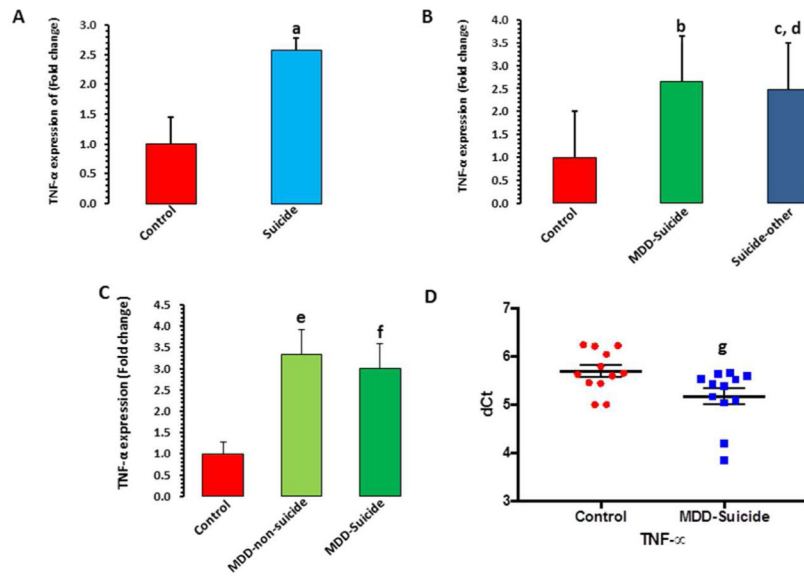 A
TNF-α expression of (Fold change)
3.0
2.5
2.0
1.5
1.0
0.5
0.0
a
Control
Suicide
B
TNF-α expression (Fold change)
4.0
3.5
3.0
2.5
2.0
1.5
1.0
0.5
0.0
b
c, d
Control
MDD-Suicide
Suicide-other
C
TNF-α expression (Fold change)
4.5
4.0
3.5
3.0
2.5
2.0
1.5
1.0
0.5
0.0
e
f
Control
MDD-non-suicide
MDD-Suicide
D
dCt
7
6
5
4
3
g
Control MDD-Suicide
TNF-∝